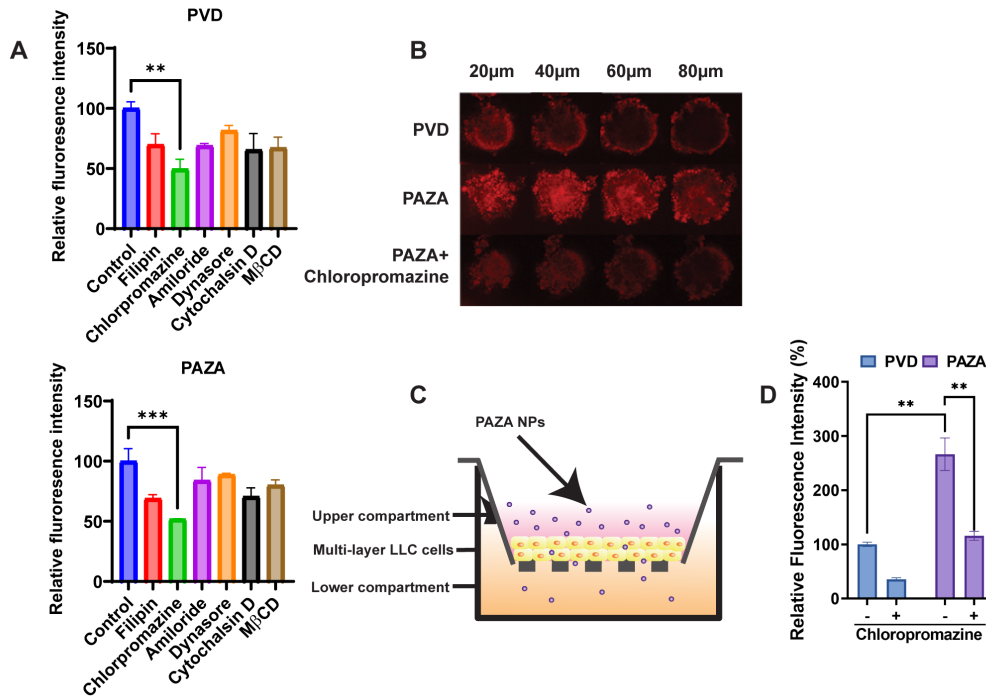 A
PVD
Relative fluroresence intensity
150
100
50
0
**
Control
Filipin
Chlorpromazine
Amiloride
Dynasore
Cytochalsin D
MβCD
PAZA
Relative fluroresence intensity
150
100
50
0
***
Control
Filipin
Chlorpromazine
Amiloride
Dynasore
Cytochalsin D
MβCD
B
20μm 40μm 60μm 80μm
PVD
PAZA
PAZA+
Chloropromazine
C
PAZA NPs
Upper compartment
Multi-layer LLC cells
Lower compartment
D
PVD PAZA
Relative Fluorescence Intensity (%)
400
300
200
100
0
**
**
- + - +
Chloropromazine